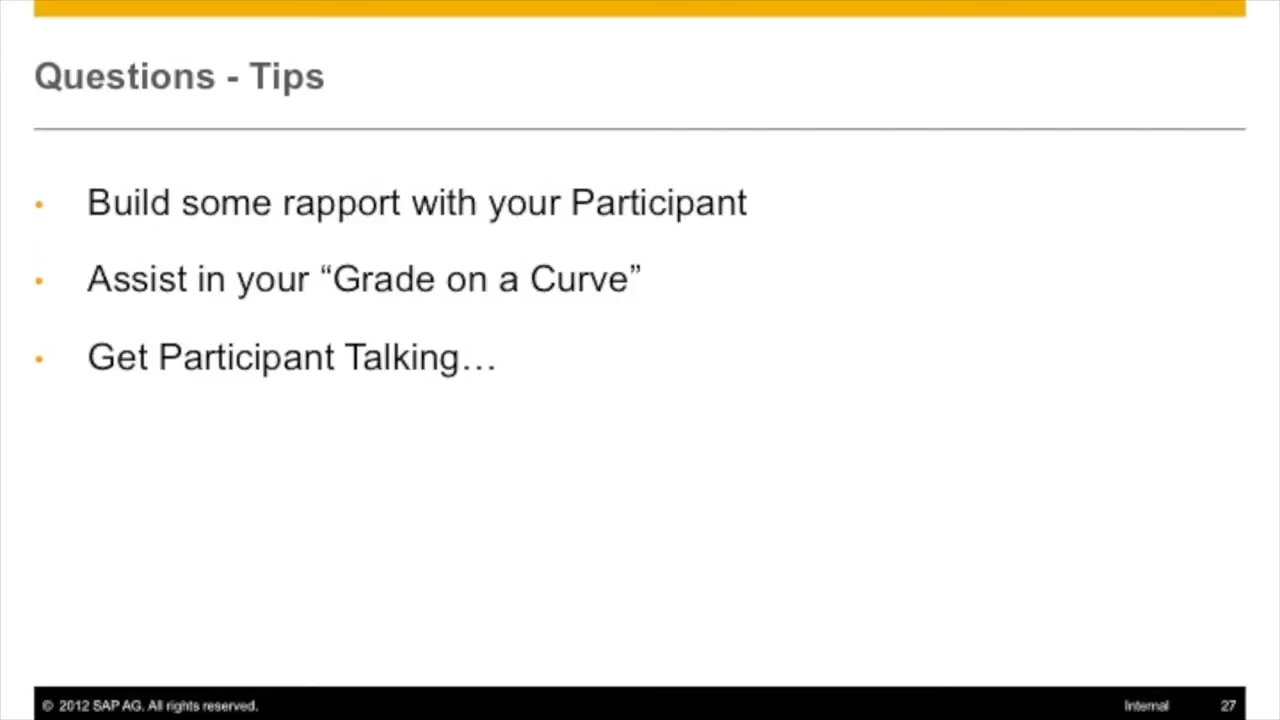 Questions - Tips
• Build some rapport with your Participant
• Assist in your “Grade on a Curve”
• Get Participant Talking…
© 2012 SAP AG. All rights reserved. Internal 27